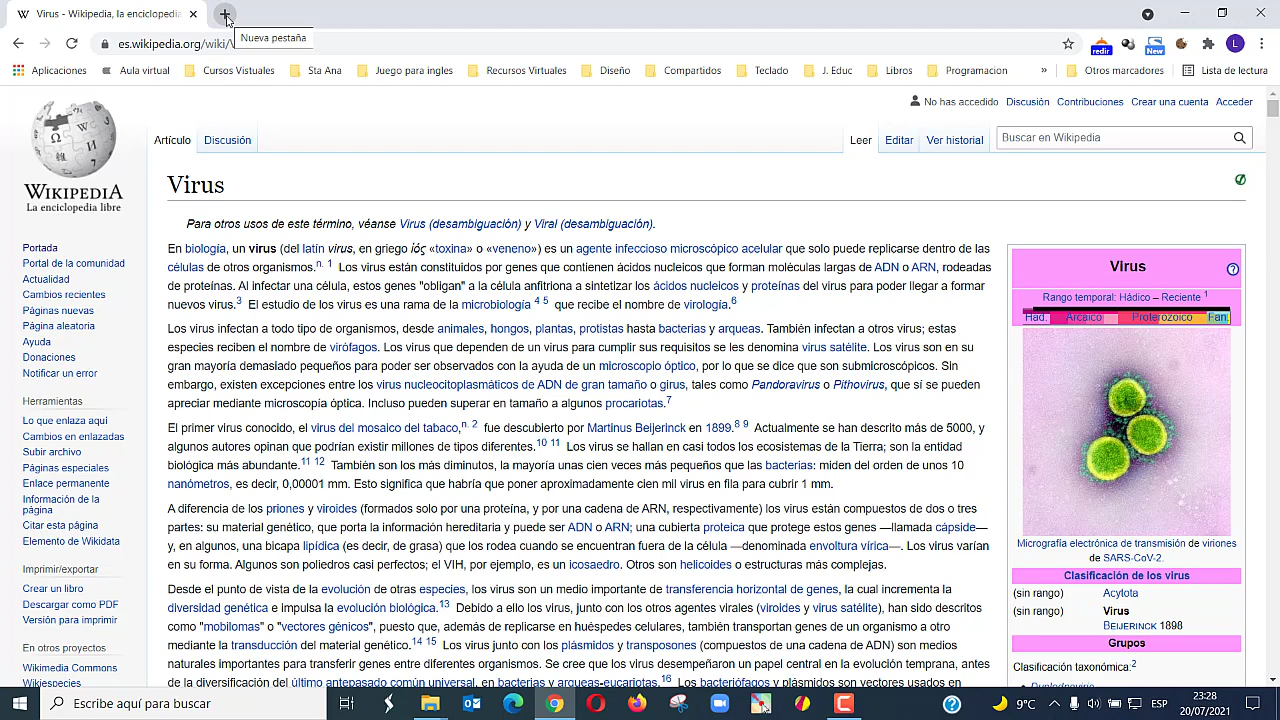 Virus - Wikipedia, la enciclopedia
Nueva pestaña
es.wikipedia.org/wiki/V
redir
New
L
Aplicaciones
Aula virtual
Cursos Vistuales
Sta Ana
Juego para ingles
Recursos Virtuales
Diseño
Compartidos
Teclado
J. Educ
Libros
Programacion
»
Otros marcadores
Lista de lectura
No has accedido Discusión Contribuciones Crear una cuenta Acceder
Artículo Discusión Leer Editar Ver historial Buscar en Wikipedia
WIKIPEDIA
La enciclopedia libre
Portada
Portal de la comunidad
Actualidad
Cambios recientes
Páginas nuevas
Página aleatoria
Ayuda
Donaciones
Notificar un error
Herramientas
Lo que enlaza aquí
Cambios en enlazadas
Subir archivo
Páginas especiales
Enlace permanente
Información de la
página
Citar esta página
Elemento de Wikidata
Imprimir/exportar
Crear un libro
Descargar como PDF
Versión para imprimir
En otros proyectos
Wikimedia Commons
Wikispecies
Virus
Para otros usos de este término, véanse Virus (desambiguación) y Viral (desambiguación).
En biología, un virus (del latín virus, en griego ἰός «toxina» o «veneno») es un agente infeccioso microscópico acelular que solo puede replicarse dentro de las
células de otros organismos.n. 1 Los virus están constituidos por genes que contienen ácidos nucleicos que forman moléculas largas de ADN o ARN, rodeadas
de proteínas. Al infectar una célula, estos genes "obligan" a la célula anfitriona a sintetizar los ácidos nucleicos y proteínas del virus para poder llegar a formar
nuevos virus.3 El estudio de los virus es una rama de la microbiología 4 5 que recibe el nombre de virología.6
Los virus infectan a todo tipo de organismos, desde animales, hongos, plantas, protistas hasta bacterias y arqueas. También infectan a otros virus; estas
especies reciben el nombre de virófagos. Los virus que dependen de un virus para cumplir sus requisitos se les denomina virus satélite. Los virus son en su
gran mayoría demasiado pequeños para poder ser observados con la ayuda de un microscopio óptico, por lo que se dice que son submicroscópicos. Sin
embargo, existen excepciones entre los virus nucleocitoplasmáticos de ADN de gran tamaño o girus, tales como Pandoravirus o Pithovirus, que sí se pueden
apreciar mediante microscopía óptica. Incluso pueden superar en tamaño a algunos procariotas.7
El primer virus conocido, el virus del mosaico del tabaco,n. 2 fue descubierto por Martinus Beijerinck en 1899.8 9 Actualmente se han descrito más de 5000, y
algunos autores opinan que podrían existir millones de tipos diferentes.10 11 Los virus se hallan en casi todos los ecosistemas de la Tierra; son la entidad
biológica más abundante.11 12 También son los más diminutos, la mayoría unas cien veces más pequeños que las bacterias: miden del orden de unos 10
nanómetros, es decir, 0,00001 mm. Esto significa que habría que poner aproximadamente cien mil virus en fila para cubrir 1 mm.
A diferencia de los priones y viroides (formados solo por una proteína, y por una cadena de ARN, respectivamente) los virus están compuestos de dos o tres
partes: su material genético, que porta la información hereditaria y puede ser ADN o ARN; una cubierta proteica que protege estos genes —llamada cápside—
y, en algunos, una bicapa lipídica (es decir, de grasa) que los rodea cuando se encuentran fuera de la célula —denominada envoltura vírica—. Los virus varían
en su forma. Algunos son poliedros casi perfectos. El VIH, por ejemplo, es un icosaedro. Otros son helicoides o estructuras más complejas.
Desde el punto de vista de la evolución de otras especies, los virus son un medio importante de transferencia horizontal de genes, la cual incrementa la
diversidad genética e impulsa la evolución biológica.13 Debido a ello los virus, junto con los otros agentes virales (viroides y virus satélite), han sido descritos
como "mobilomas" o "vectores génicos", puesto que, además de replicarse en huéspedes celulares, también transportan genes de un organismo a otro
mediante la transducción del material genético.14 15 Los virus junto con los plásmidos y transposones (compuestos de una cadena de ADN) son medios
naturales importantes para transferir genes entre diferentes organismos. Se cree que los virus desempeñaron un papel central en la evolución temprana, antes
de la diversificación del último antepasado común universal, en bacterias y arqueas-eucariotas.16 Los bacteriófagos y plásmidos son vectores usados en
Virus
Rango temporal: Hádico – Reciente 1
Had. Arcaico Proterozoico Fan.
Micrografía electrónica de transmisión de viriones
de SARS-CoV-2.
Clasificación de los virus
(sin rango) Acytota
(sin rango) Virus
BEIJERINCK 1898
Grupos
Clasificación taxonómica:2
Duplodnaviria
Escribe aquí para buscar
9°C
ESP
23:28
20/07/2021